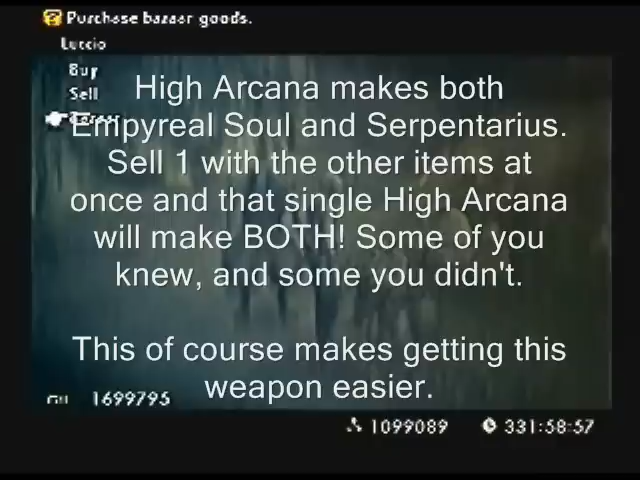 Purchase bazaar goods.
Luccio
Buy
Sell
High Arcana makes both
Empyreal Soul and Serpentarius.
Sell 1 with the other items at
once and that single High Arcana
will make BOTH! Some of you
knew, and some you didn't.
This of course makes getting this
weapon easier.
Gil 1699795
1099089 331:58:57